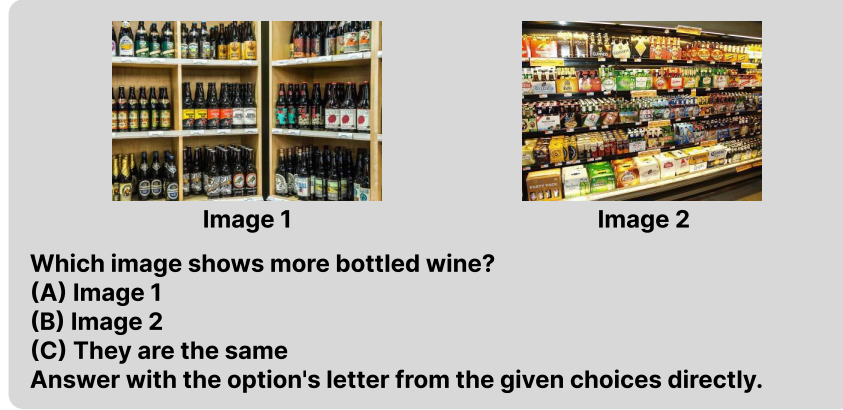 Image 1
Image 2
Which image shows more bottled wine?
(A) Image 1
(B) Image 2
(C) They are the same
Answer with the option's letter from the given choices directly.